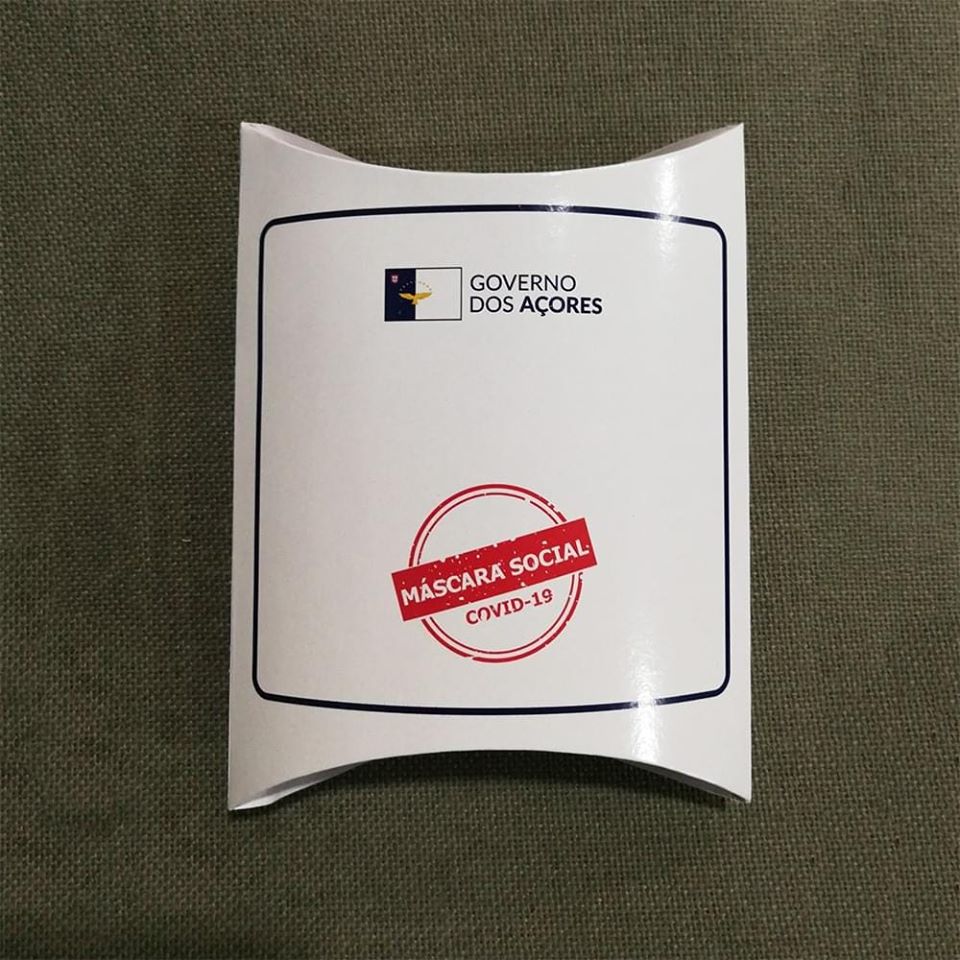 GOVERNO
DOS AÇORES
MÁSCARA SOCIAL
COVID-19